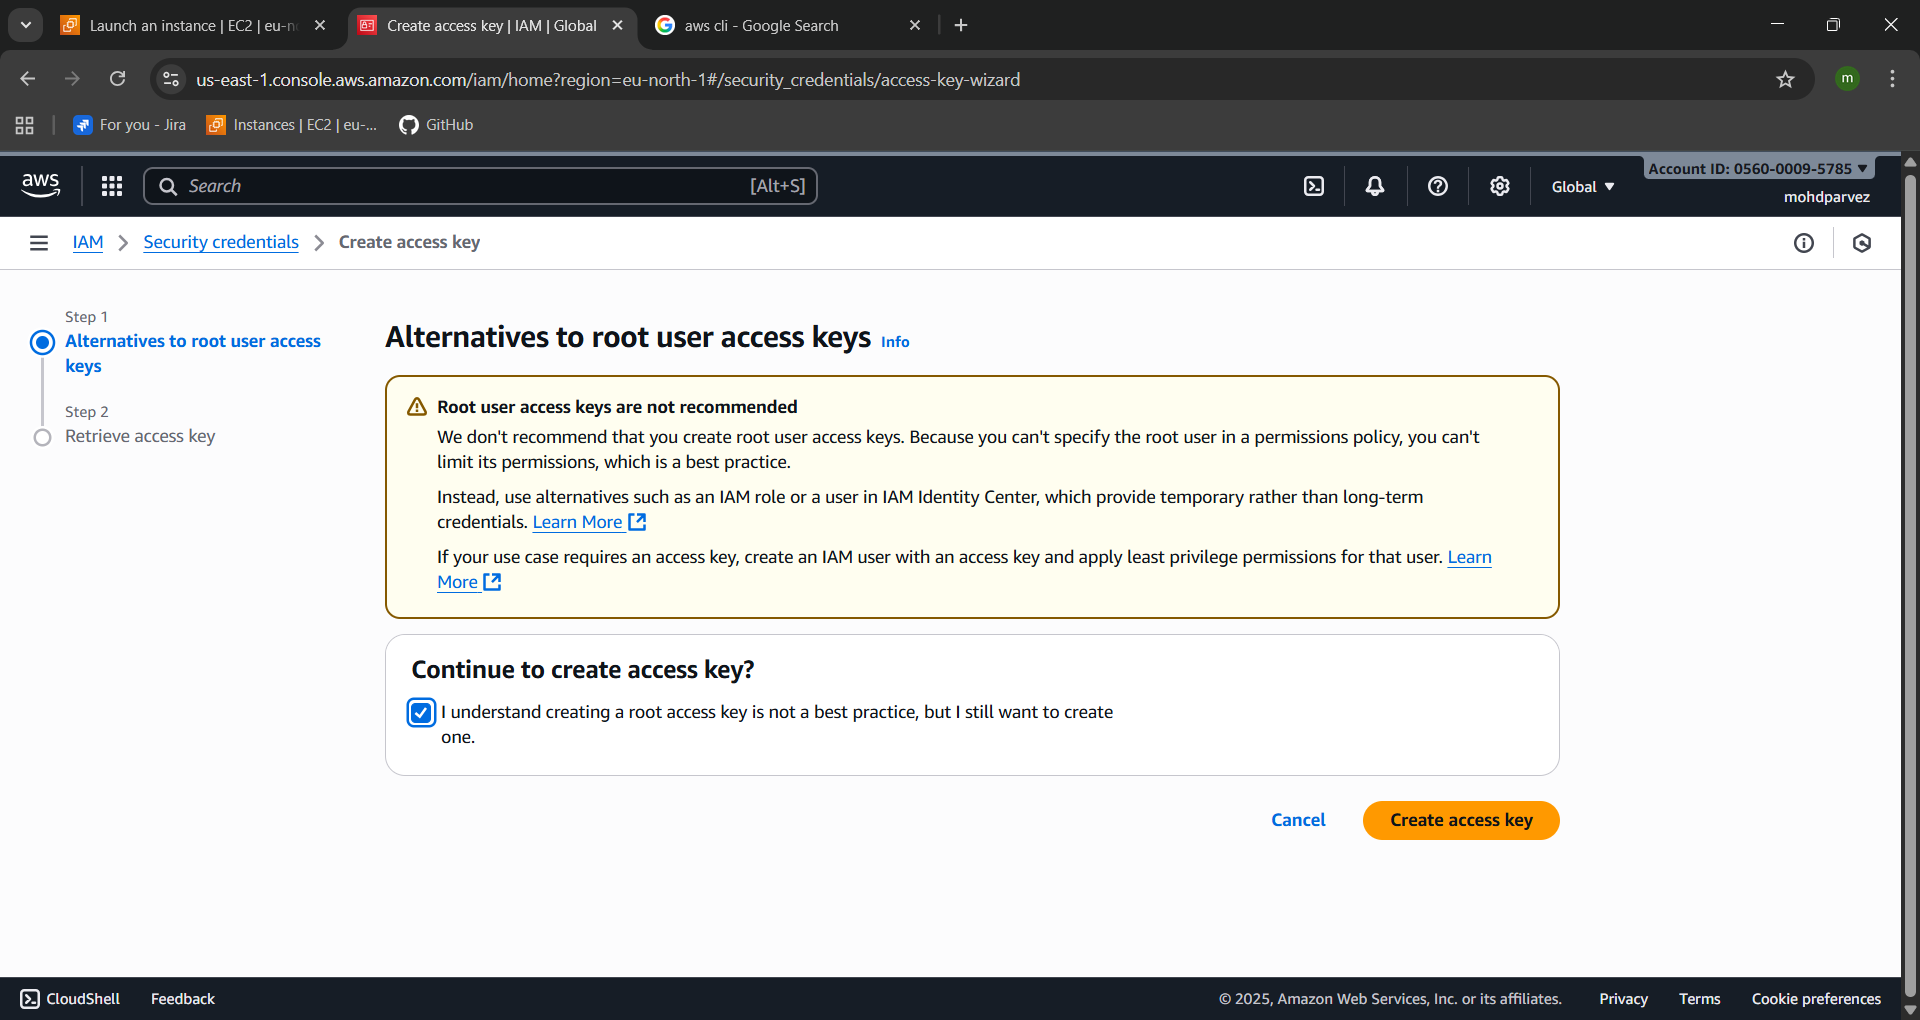 Launch an instance | EC2 | eu-n
Create access key | IAM | Global
aws cli - Google Search
us-east-1.console.aws.amazon.com/iam/home?region=eu-north-1#/security_credentials/access-key-wizard
m
For you - Jira
Instances | EC2 | eu-...
GitHub
aws
Search
[Alt+S]
Global
Account ID: 0560-0009-5785
mohdparvez
IAM
Security credentials
Create access key
Step 1
Alternatives to root user access
keys
Step 2
Retrieve access key
Alternatives to root user access keys Info
Root user access keys are not recommended
We don't recommend that you create root user access keys. Because you can't specify the root user in a permissions policy, you can't
limit its permissions, which is a best practice.
Instead, use alternatives such as an IAM role or a user in IAM Identity Center, which provide temporary rather than long-term
credentials. Learn More
If your use case requires an access key, create an IAM user with an access key and apply least privilege permissions for that user. Learn
More
Continue to create access key?
I understand creating a root access key is not a best practice, but I still want to create
one.
Cancel
Create access key
CloudShell
Feedback
© 2025, Amazon Web Services, Inc. or its affiliates.
Privacy
Terms
Cookie preferences